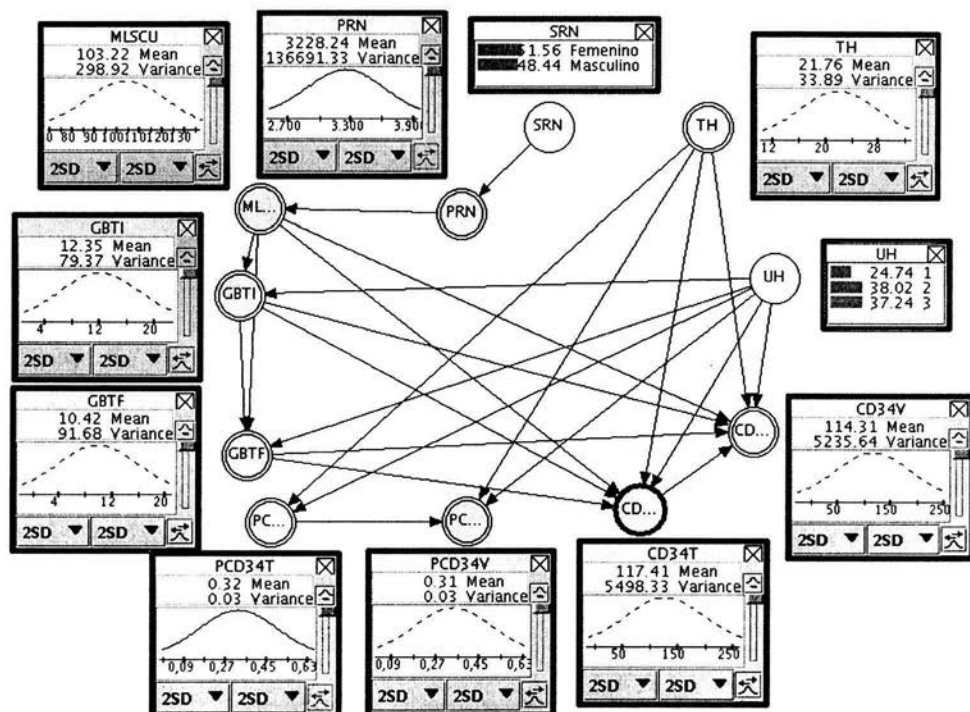 MLSCU
103.22 Mean
298.92 Variance
0 80 90 100110120130
2SD 2SD
PRN
3228.24 Mean
136691.33 Variance
2.700 3.300 3.900
2SD 2SD
SRN
51.56 Femenino
48.44 Masculino
TH
21.76 Mean
33.89 Variance
12 20 28
2SD 2SD
SRN
TH
ML...
PRN
GBTI
12.35 Mean
79.37 Variance
4 12 20
2SD 2SD
GBTI
UH
UH
24.74 1
38.02 2
37.24 3
GBTF
10.42 Mean
91.68 Variance
4 12 20
2SD 2SD
GBTF
CD...
CD34V
114.31 Mean
5235.64 Variance
50 150 250
2SD 2SD
PC...
PC...
CD...
PCD34T
0.32 Mean
0.03 Variance
0,09 0,27 0,45 0,63
2SD 2SD
PCD34V
0.31 Mean
0.03 Variance
0,09 0,27 0,45 0,63
2SD 2SD
CD34T
117.41 Mean
5498.33 Variance
50 150 250
2SD 2SD